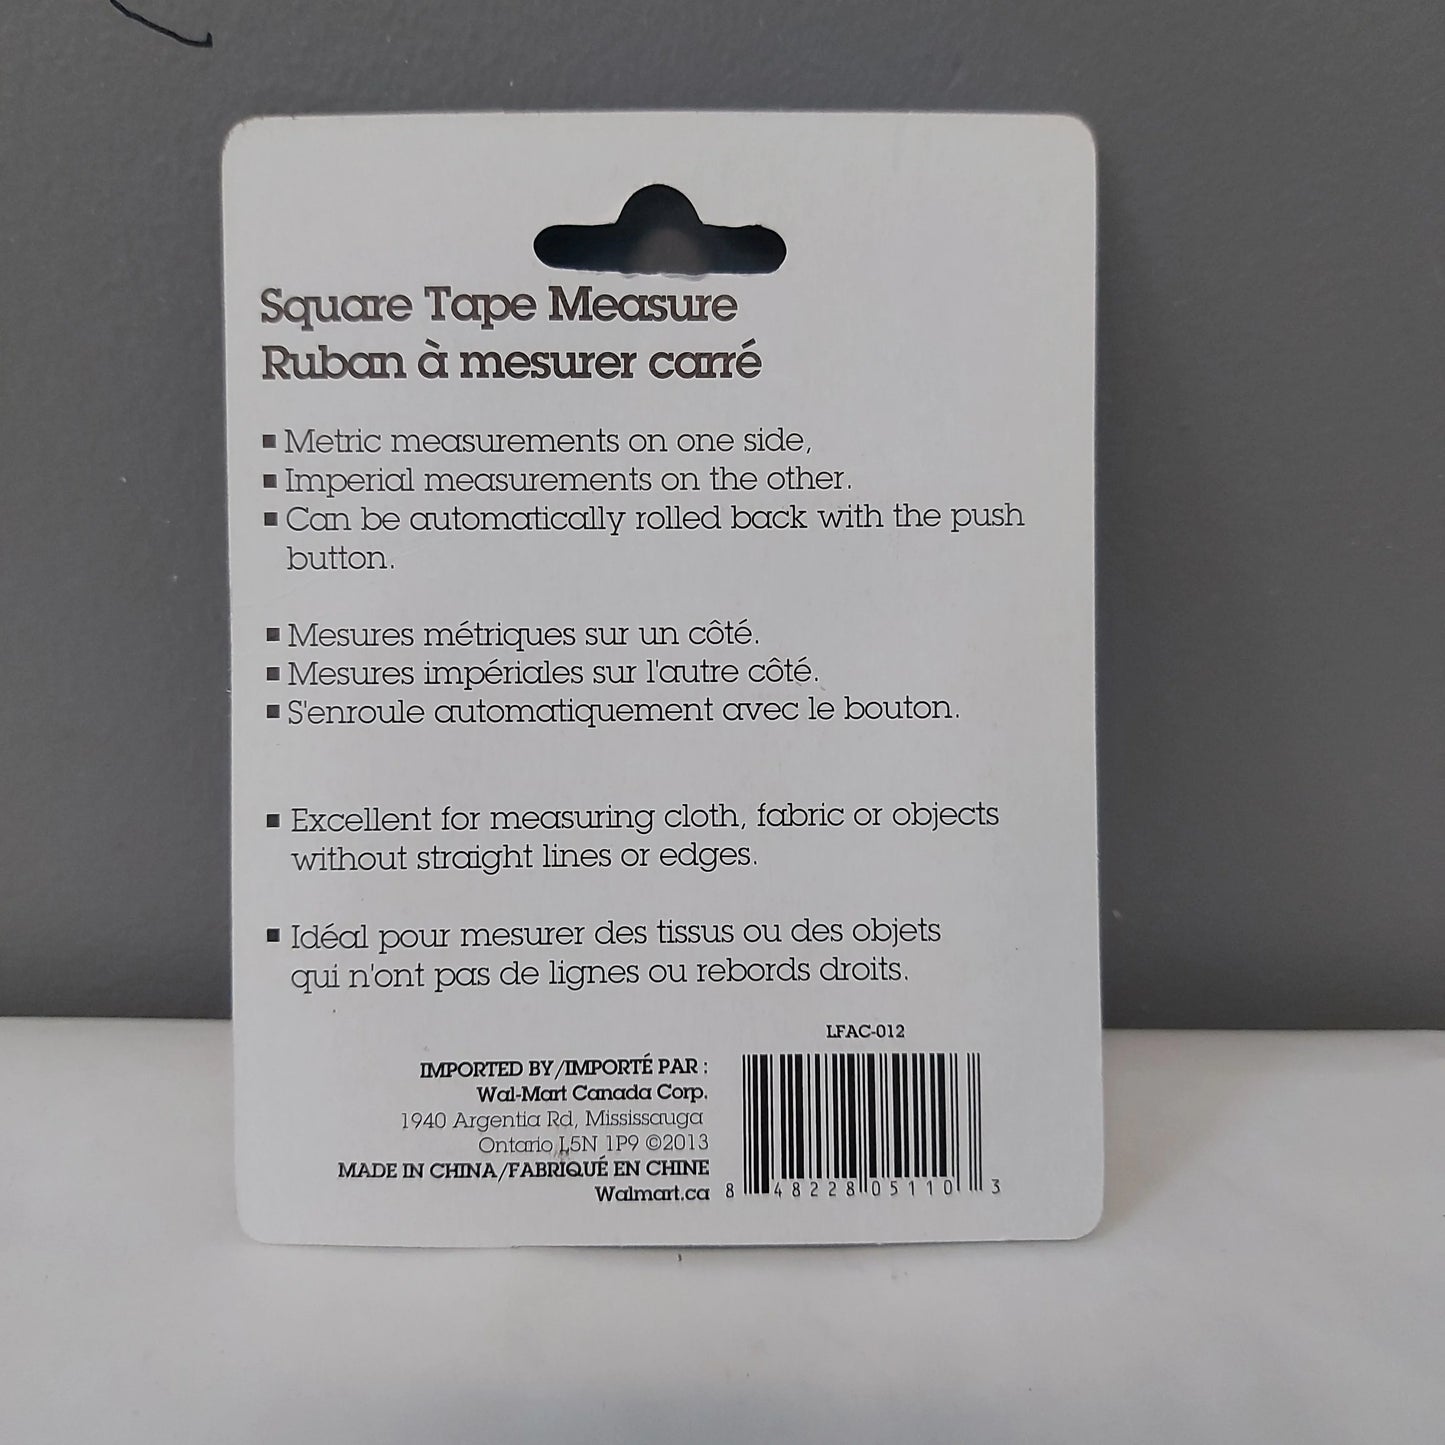 Square Tape Measure
Ruban à mesurer carré
▪ Metric measurements on one side,
▪ Imperial measurements on the other.
▪ Can be automatically rolled back with the push
button.
▪ Mesures métriques sur un côté.
▪ Mesures impériales sur l'autre côté.
▪ S'enroule automatiquement avec le bouton.
▪ Excellent for measuring cloth, fabric or objects
without straight lines or edges.
▪ Idéal pour mesurer des tissus ou des objets
qui n'ont pas de lignes ou rebords droits.
LFAC-012
IMPORTED BY/IMPORTÉ PAR :
Wal-Mart Canada Corp.
1940 Argentia Rd, Mississauga
Ontario L5N 1P9 ©2013
MADE IN CHINA/FABRIQUÉ EN CHINE
Walmart.ca
8 48228 05110 3